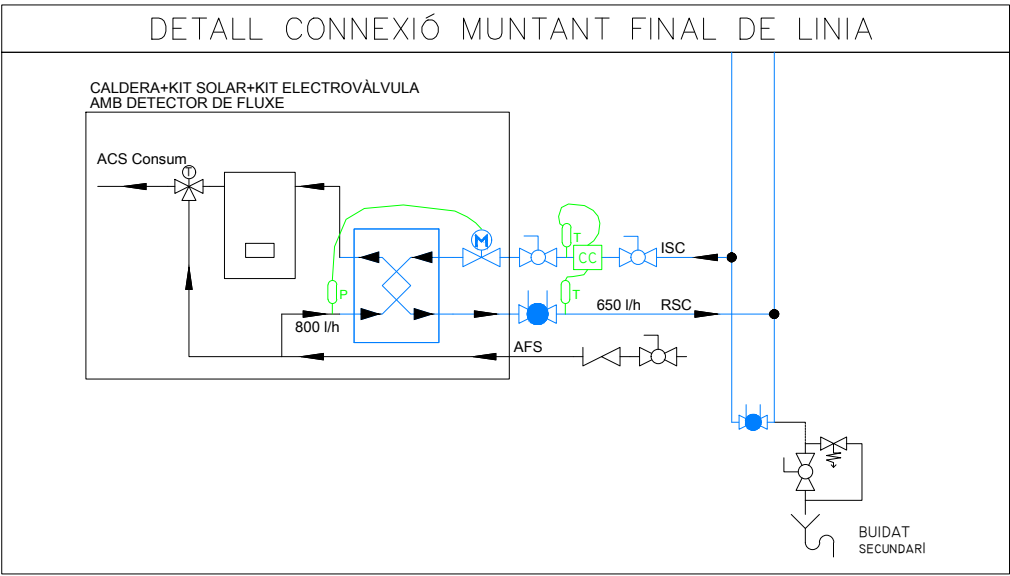 DETALL CONNEXIÓ MUNTANT FINAL DE LINIA
CALDERA+KIT SOLAR+KIT ELECTROVÀLVULA
AMB DETECTOR DE FLUXE
ACS Consum
T
M
T
CC
ISC
P
T
800 l/h
650 l/h
RSC
AFS
BUIDAT
SECUNDARÍ